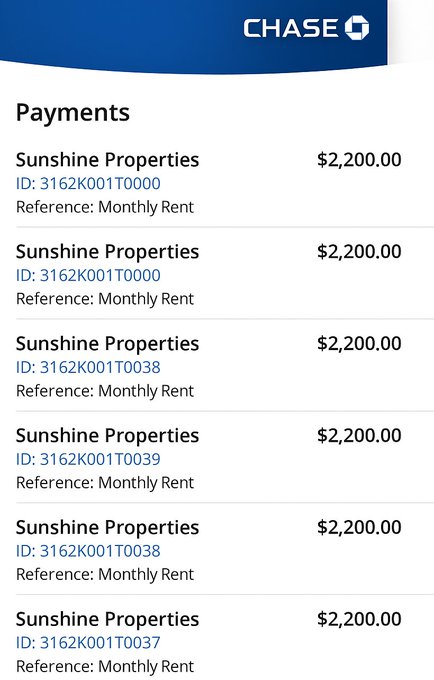 CHASE
Payments
Sunshine Properties $2,200.00
ID: 3162K001T0000
Reference: Monthly Rent
Sunshine Properties $2,200.00
ID: 3162K001T0000
Reference: Monthly Rent
Sunshine Properties $2,200.00
ID: 3162K001T0038
Reference: Monthly Rent
Sunshine Properties $2,200.00
ID: 3162K001T0039
Reference: Monthly Rent
Sunshine Properties $2,200.00
ID: 3162K001T0038
Reference: Monthly Rent
Sunshine Properties $2,200.00
ID: 3162K001T0037
Reference: Monthly Rent